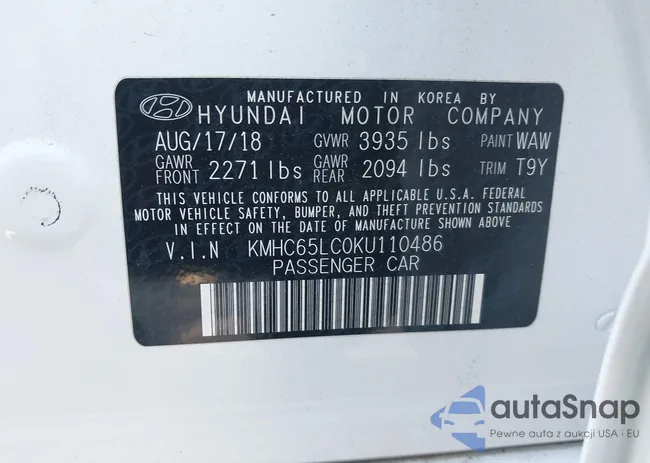 MANUFACTURED IN KOREA BY
HYUNDAI MOTOR COMPANY
AUG/17/18 GVWR 3935 lbs PAINT WAW
GAWR FRONT 2271 lbs GAWR REAR 2094 lbs TRIM T9Y
THIS VEHICLE CONFORMS TO ALL APPLICABLE U.S.A. FEDERAL
MOTOR VEHICLE SAFETY, BUMPER, AND THEFT PREVENTION STANDARDS
IN EFFECT ON THE DATE OF MANUFACTURE SHOWN ABOVE
V.I.N KMHC65LC0KU110486
PASSENGER CAR
autaSnap
Pewne auta z aukcji USA i EU